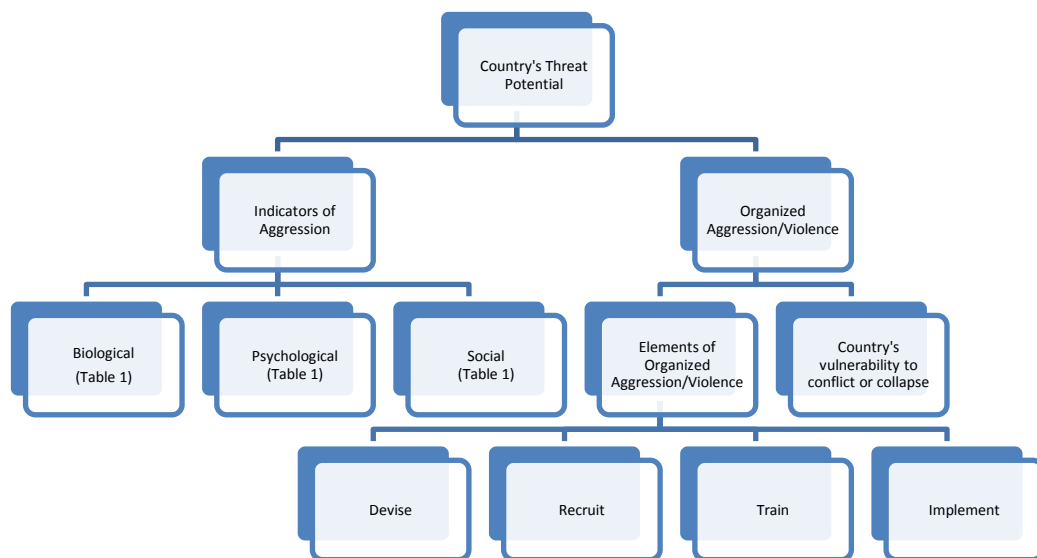 Country's Threat
Potential
Indicators of
Aggression
Organized
Aggression/Violence
Biological
(Table 1)
Psychological
(Table 1)
Social
(Table 1)
Elements of
Organized
Aggression/Violence
Country's
vulnerability to
conflict or collapse
Devise
Recruit
Train
Implement